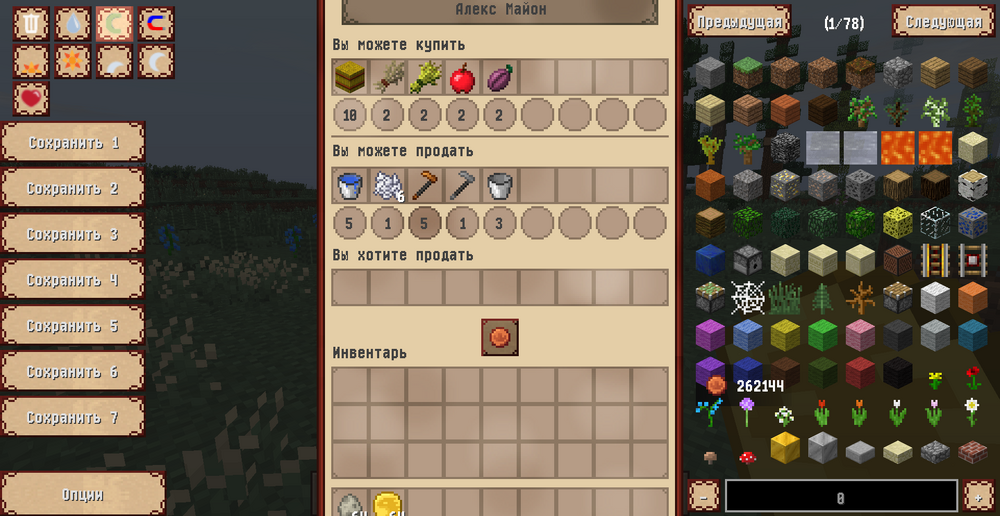 Алекс Майон
Предыдущая
(1/78)
Следующая
Вы можете купить
10 2 2 2 2
Вы можете продать
6
5 1 5 1 3
Вы хотите продать
Инвентарь
Сохранить 1
Сохранить 2
Сохранить 3
Сохранить 4
Сохранить 5
Сохранить 6
Сохранить 7
Опции
262144
64 64
-
0
+